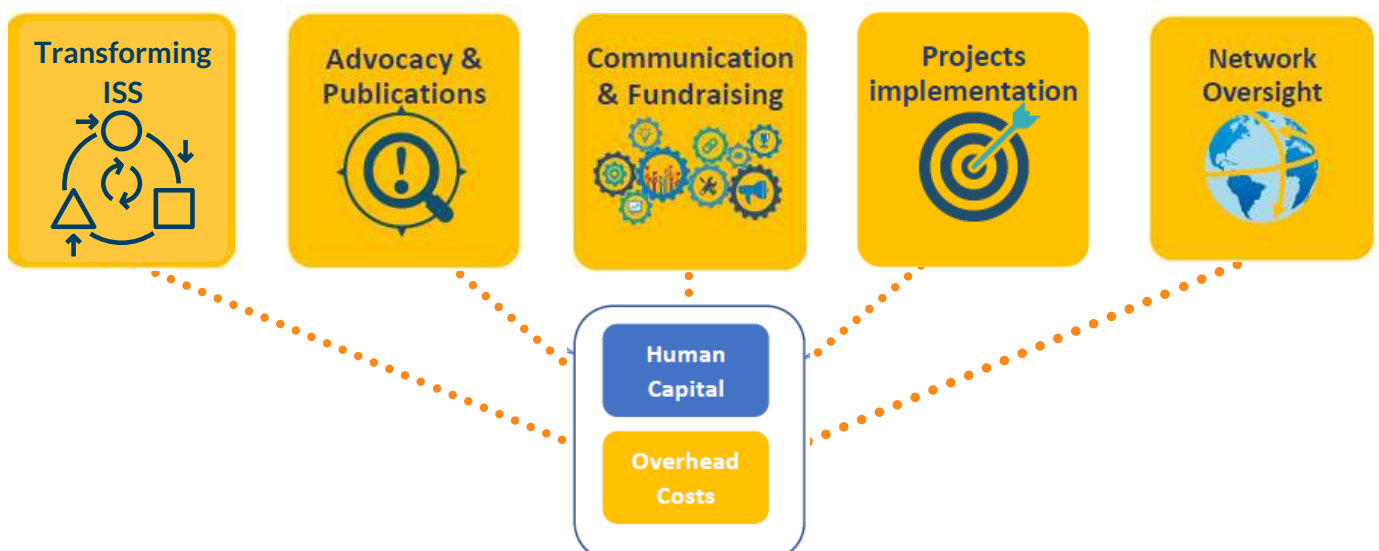 Transforming
ISS
Advocacy &
Publications
Communication
& Fundraising
Projects
implementation
Network
Oversight
Human
Capital
Overhead
Costs